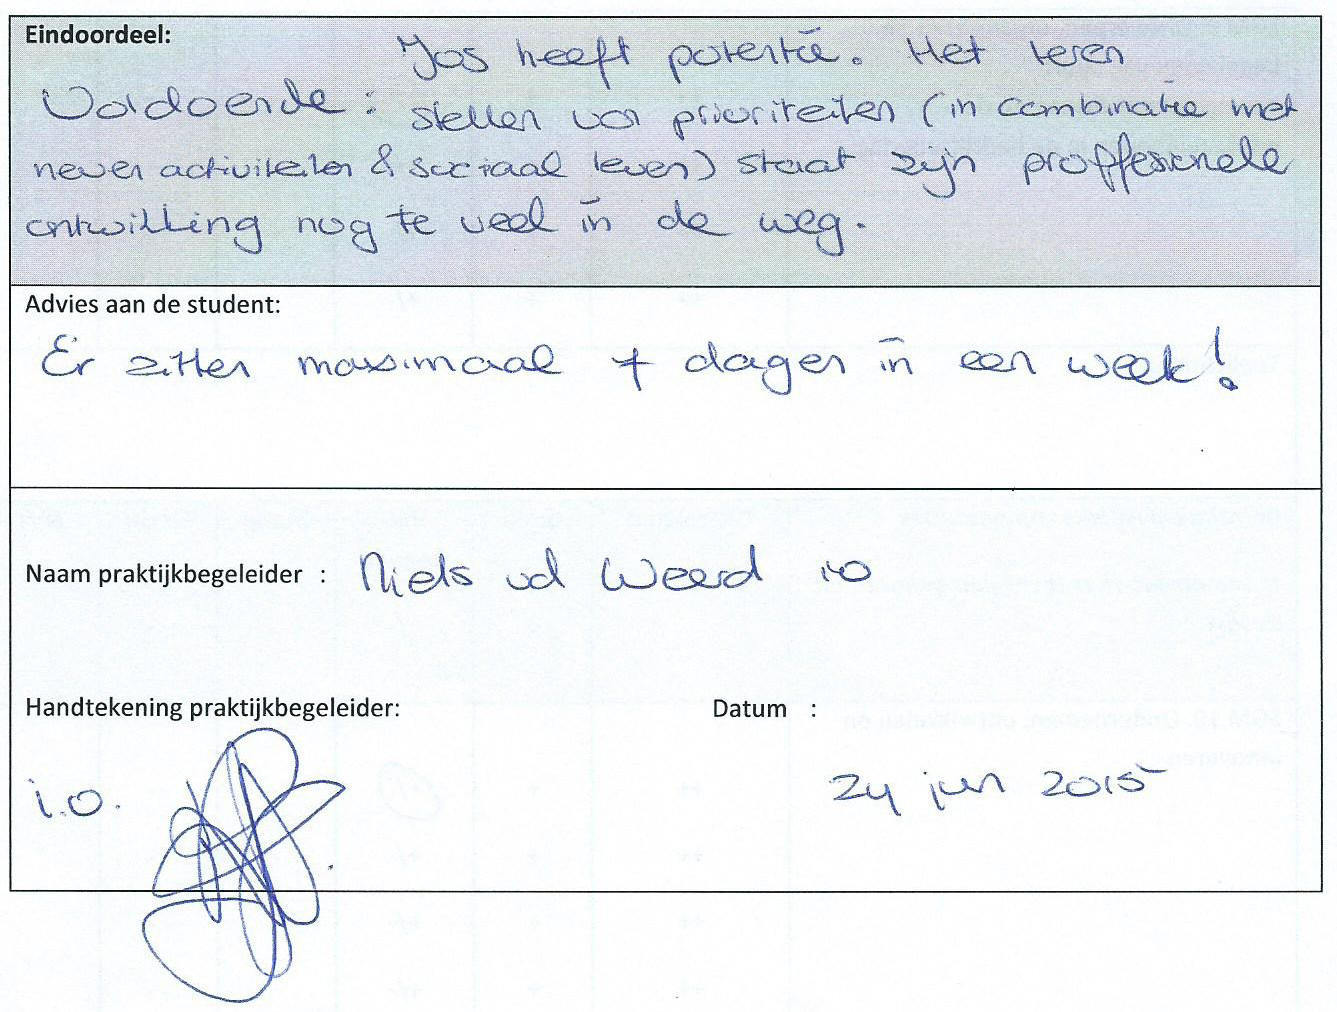 Eindoordeel: Jos heeft potentië. Het leren
Voldoende : stellen van prioriteiten (in combinatie met
neven activiteiten & sociaal leven) staat zijn proffesionele
ontwikkling nog te veel in de weg.
Advies aan de student:
Er zitten maximaal 7 dagen in een week!
Naam praktijkbegeleider : Niels vd Weerd io
Handtekening praktijkbegeleider: Datum :
i.o. 24 jun 2015